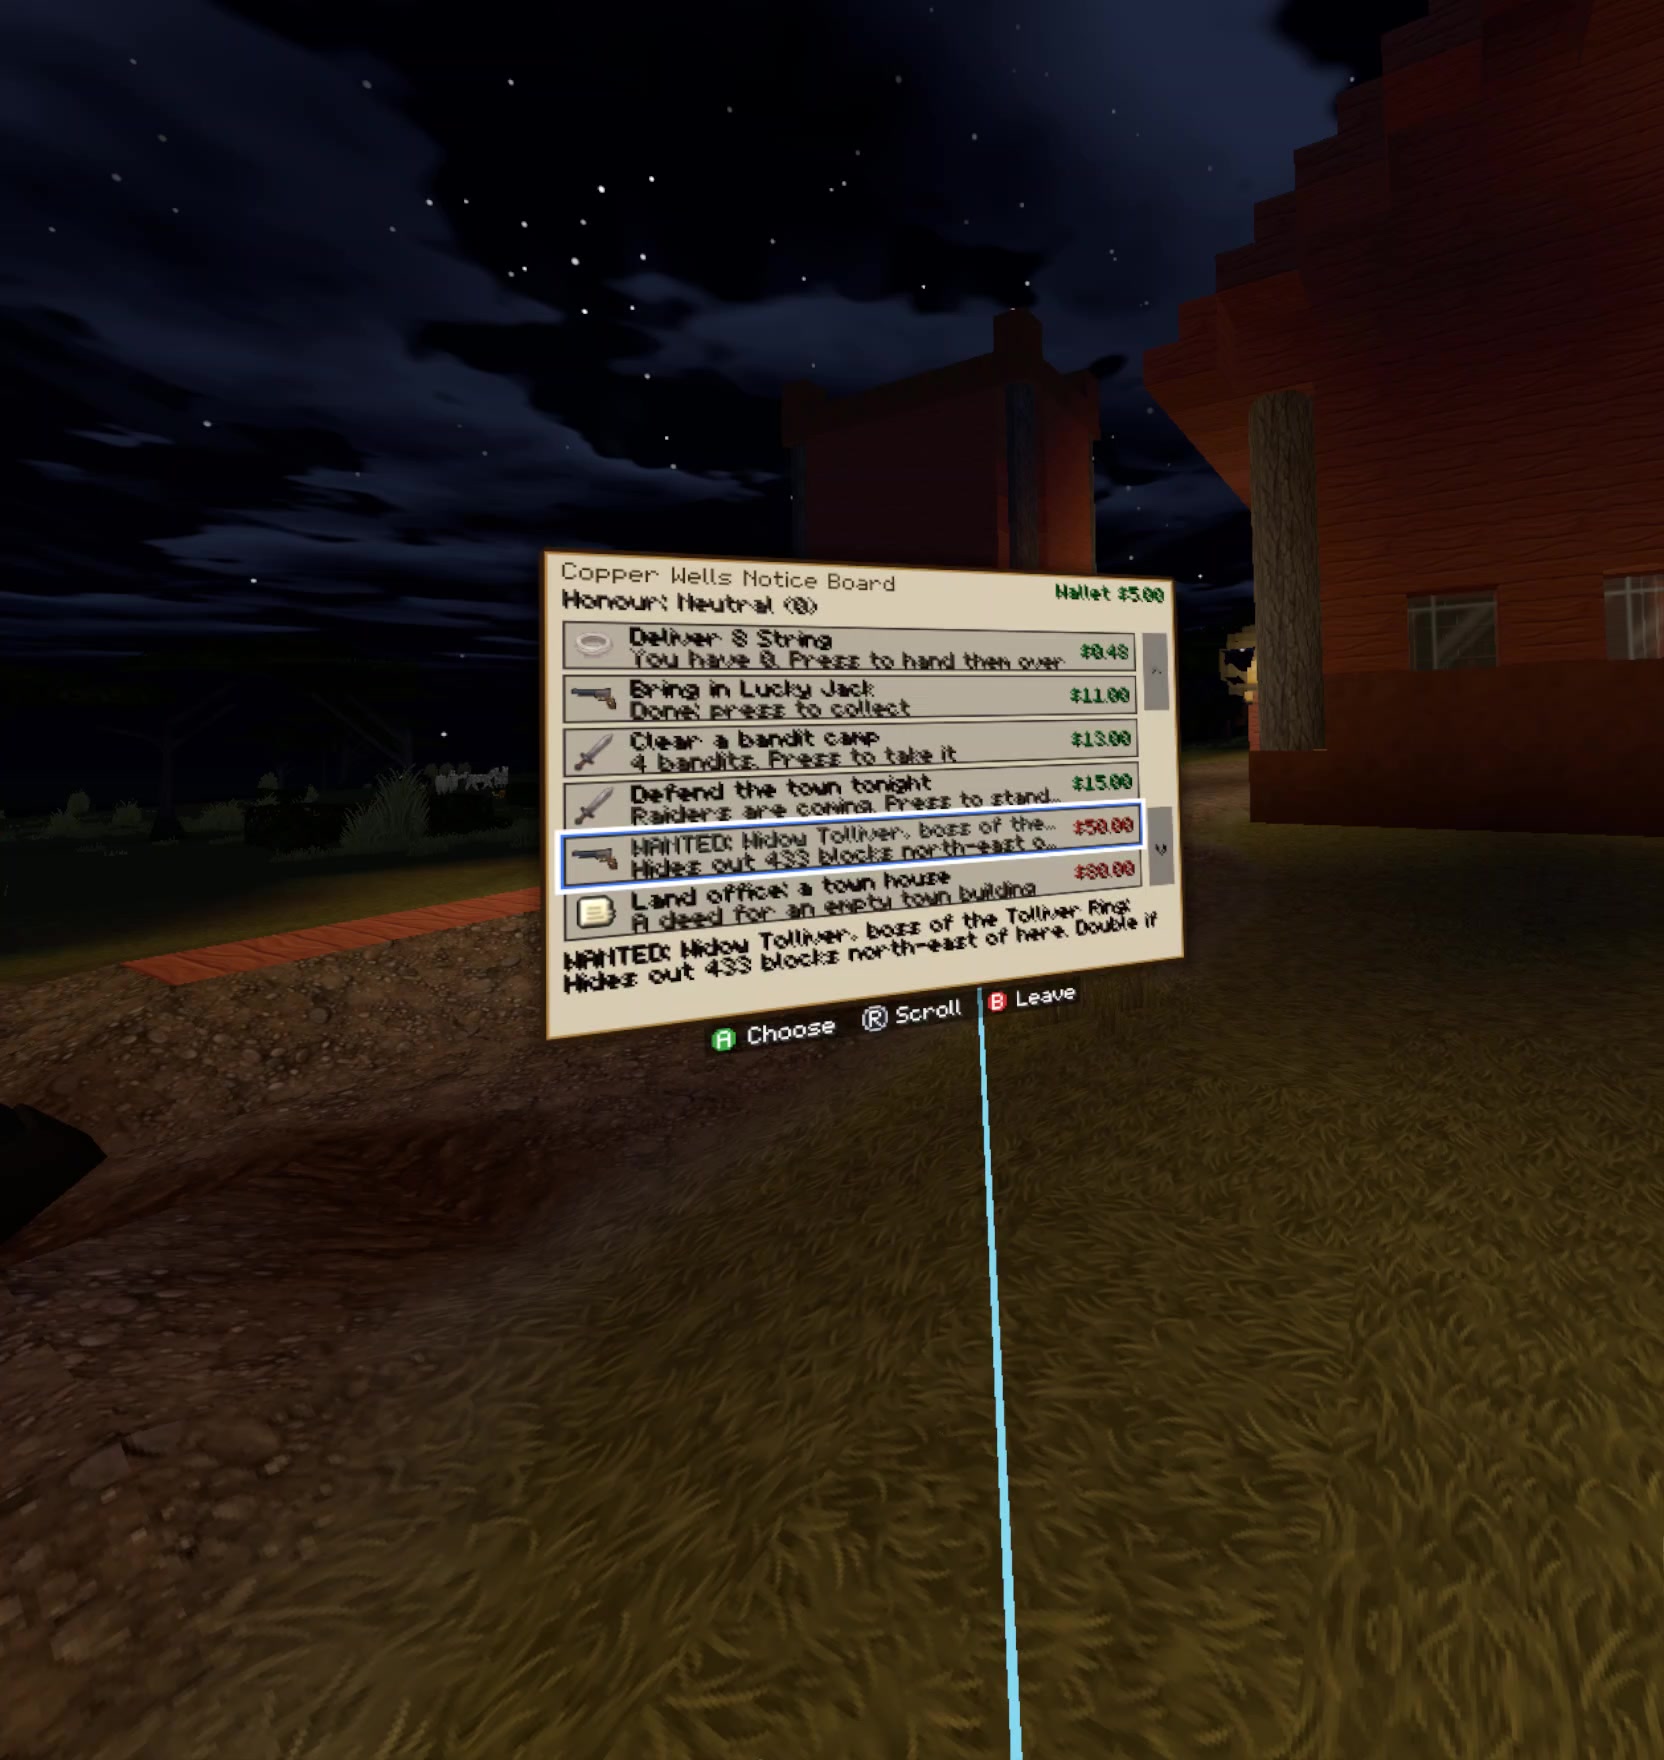 Copper Wells Notice Board
Wallet $5.00
Honour: Neutral (0)
Deliver 8 String
You have 0. Press to hand them over
$0.48
Bring in Lucky Jack
Done: press to collect
$11.00
Clear a bandit camp
4 bandits. Press to take it
$13.00
Defend the town tonight
Raiders are coming. Press to stand...
$15.00
WANTED: Widow Tolliver, boss of the...
Hides out 433 blocks north-east o...
$50.00
Land office: a town house
A deed for an empty town building
$80.00
WANTED: Widow Tolliver, boss of the Tolliver Ring:
Hides out 433 blocks north-east of here. Double if
A Choose R Scroll B Leave